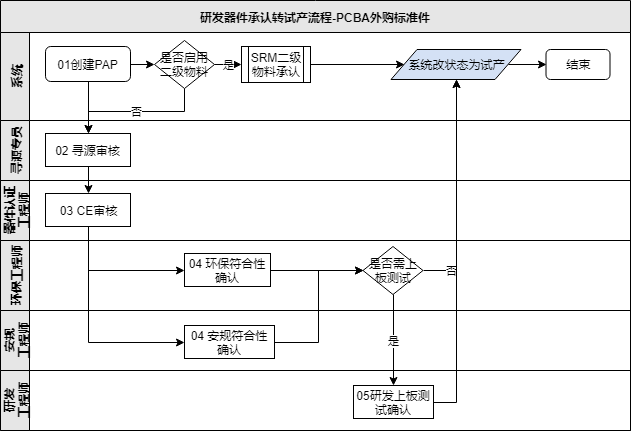 研发器件承认转试产流程-PCBA外购标准件
系统
01创建PAP
是否启用
二级物料
是
SRM二级
物料承认
系统改状态为试产
结束
否
寻源专员
02 寻源审核
器件认证
工程师
03 CE审核
环保工程师
04 环保符合性
确认
是否需上
板测试
否
安规
工程师
04 安规符合性
确认
是
研发
工程师
05研发上板测
试确认